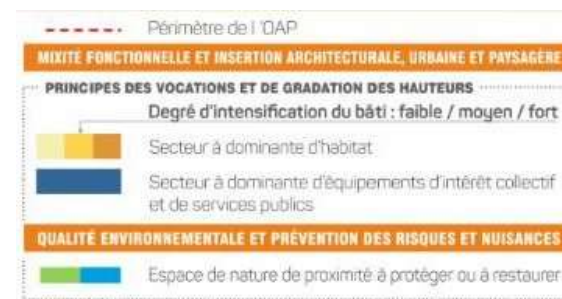 Périmètre de l 'OAP
MIXITÉ FONCTIONNELLE ET INSERTION ARCHITECTURALE, URBAINE ET PAYSAGÈRE
PRINCIPES DES VOCATIONS ET DE GRADATION DES HAUTEURS
Degré d'intensification du bâti : faible / moyen / fort
Secteur à dominante d'habitat
Secteur à dominante d'équipements d'intérêt collectif
et de services publics
QUALITÉ ENVIRONNEMENTALE ET PRÉVENTION DES RISQUES ET NUISANCES
Espace de nature de proximité à protéger ou à restaurer